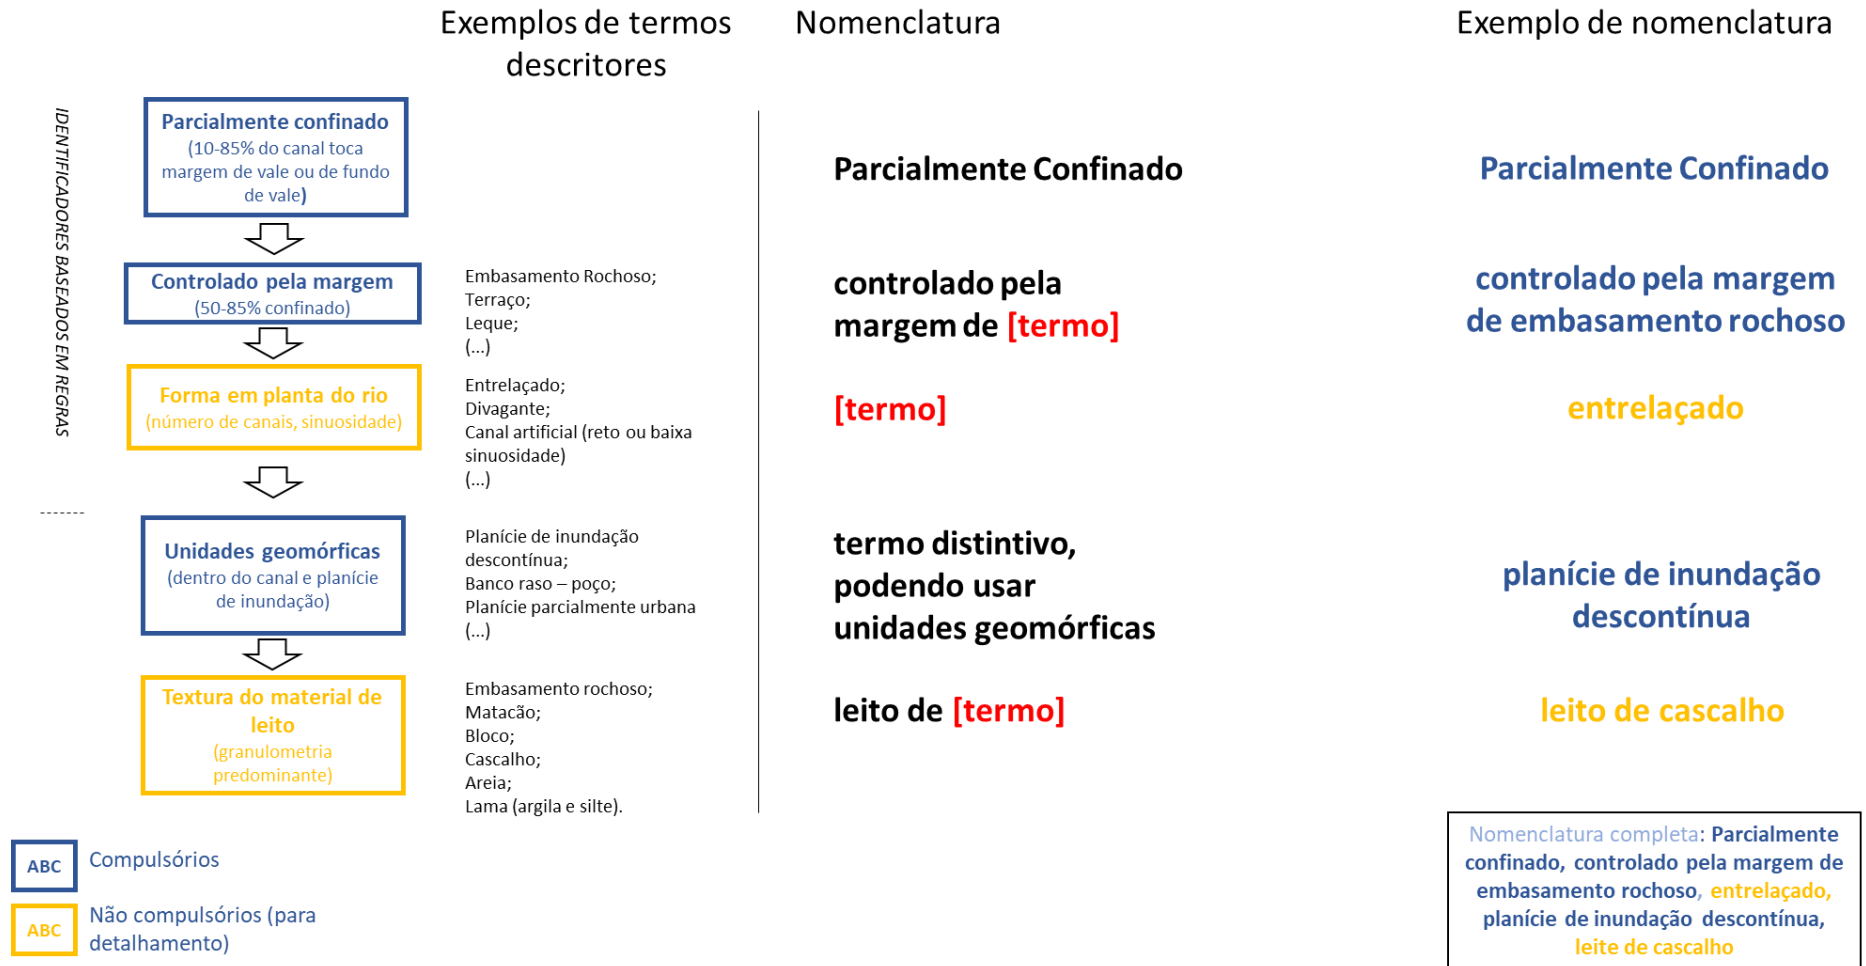 Exemplos de termos
descritores
Nomenclatura
Exemplo de nomenclatura
IDENTIFICADORES BASEADOS EM REGRAS
Parcialmente confinado
(10-85% do canal toca
margem de vale ou de fundo
de vale)
Parcialmente Confinado
Parcialmente Confinado
Controlado pela margem
(50-85% confinado)
Embasamento Rochoso;
Terraço;
Leque;
(...)
controlado pela
margem de [termo]
controlado pela margem
de embasamento rochoso
Forma em planta do rio
(número de canais, sinuosidade)
Entrelaçado;
Divagante;
Canal artificial (reto ou baixa
sinuosidade)
(...)
[termo]
entrelaçado
-------
Unidades geomórficas
(dentro do canal e planície
de inundação)
Planície de inundação
descontínua;
Banco raso – poço;
Planície parcialmente urbana
(...)
termo distintivo,
podendo usar
unidades geomórficas
planície de inundação
descontínua
Textura do material de
leito
(granulometria
predominante)
Embasamento rochoso;
Matacão;
Bloco;
Cascalho;
Areia;
Lama (argila e silte).
leito de [termo]
leito de cascalho
ABC Compulsórios
ABC Não compulsórios (para
detalhamento)
Nomenclatura completa: Parcialmente
confinado, controlado pela margem de
embasamento rochoso, entrelaçado,
planície de inundação descontínua,
leite de cascalho